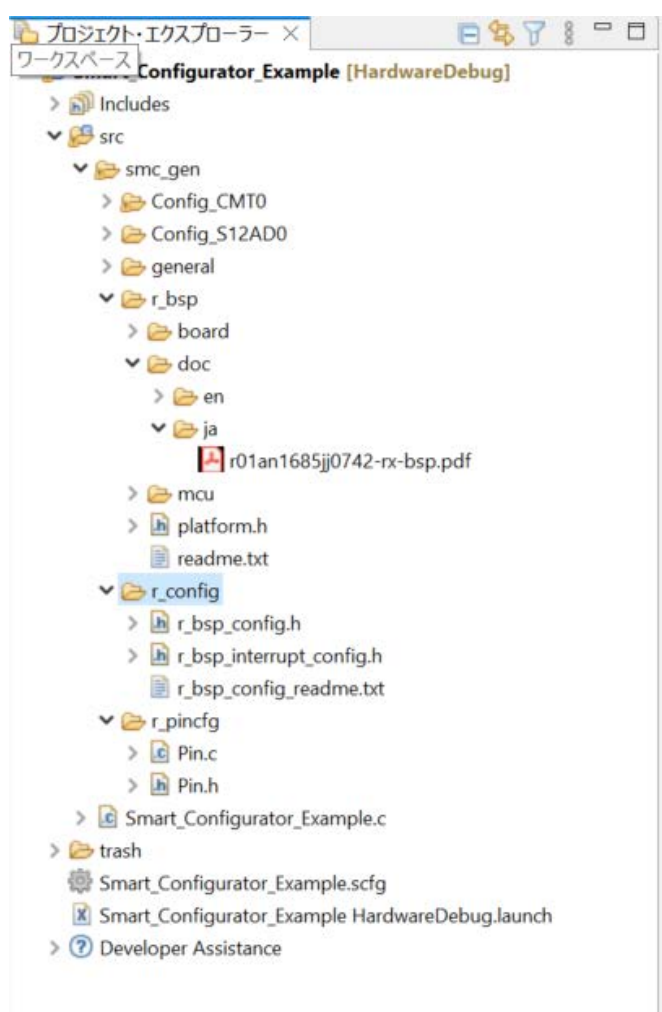 プロジェクト・エクスプローラー
ワークスペース
Configurator_Example [HardwareDebug]
Includes
src
smc_gen
Config_CMT0
Config_S12AD0
general
r_bsp
board
doc
en
ja
r01an1685jj0742-rx-bsp.pdf
mcu
platform.h
readme.txt
r_config
r_bsp_config.h
r_bsp_interrupt_config.h
r_bsp_config_readme.txt
r_pincfg
Pin.c
Pin.h
Smart_Configurator_Example.c
trash
Smart_Configurator_Example.scfg
Smart_Configurator_Example HardwareDebug.launch
Developer Assistance